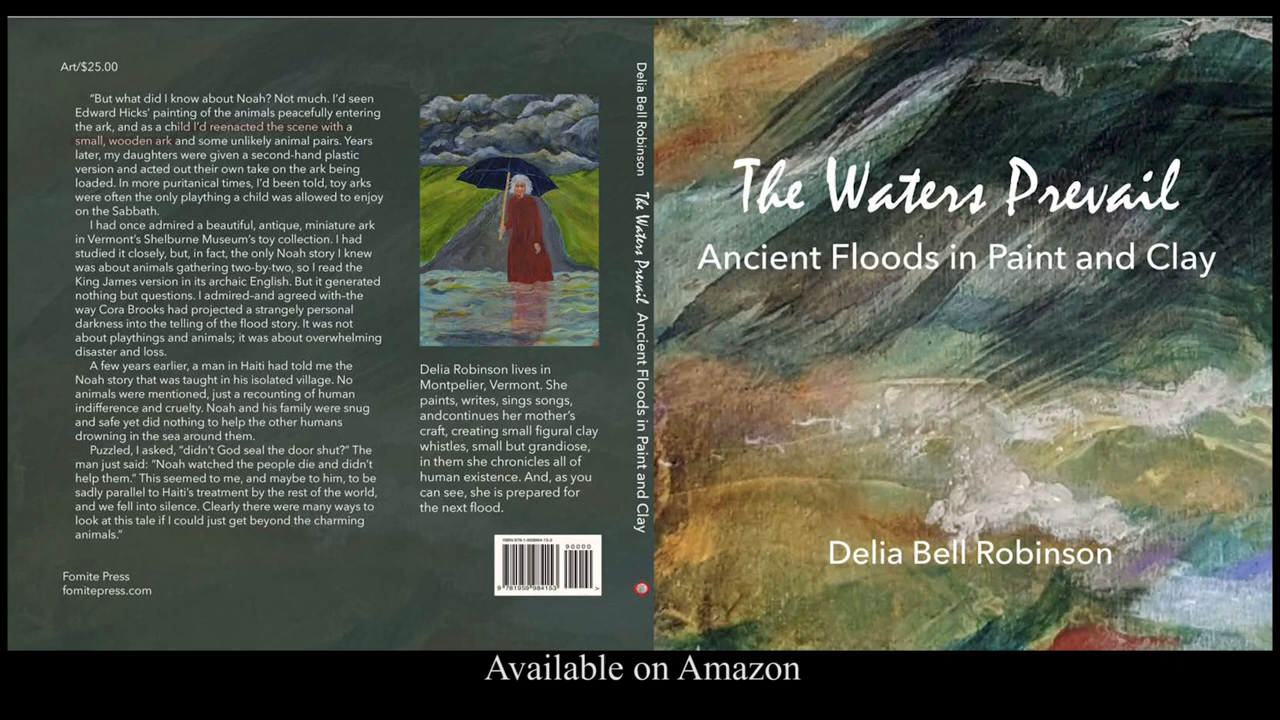 Art/$25.00
“But what did I know about Noah? Not much. I’d seen
Edward Hicks’ painting of the animals peacefully entering
the ark, and as a child I’d reenacted the scene with a
small, wooden ark and some unlikely animal pairs. Years
later, my daughters were given a second-hand plastic
version and acted out their own take on the ark being
loaded. In more puritanical times, I’d been told, toy arks
were often the only plaything a child was allowed to enjoy
on the Sabbath.
I had once admired a beautiful, antique, miniature ark
in Vermont’s Shelburne Museum’s toy collection. I had
studied it closely, but, in fact, the only Noah story I knew
was about animals gathering two-by-two, so I read the
King James version in its archaic English. But it generated
nothing but questions. I admired–and agreed with–the
way Cora Brooks had projected a strangely personal
darkness into the telling of the flood story. It was not
about playthings and animals; it was about overwhelming
disaster and loss.
A few years earlier, a man in Haiti had told me the
Noah story that was taught in his isolated village. No
animals were mentioned, just a recounting of human
indifference and cruelty. Noah and his family were snug
and safe yet did nothing to help the other humans
drowning in the sea around them.
Puzzled, I asked, “didn’t God seal the door shut?” The
man just said: “Noah watched the people die and didn’t
help them.” This seemed to me, and maybe to him, to be
sadly parallel to Haiti’s treatment by the rest of the world,
and we fell into silence. Clearly there were many ways to
look at this tale if I could just get beyond the charming
animals.”
Fomite Press
fomitepress.com
Delia Robinson lives in
Montpelier, Vermont. She
paints, writes, sings songs,
andcontinues her mother’s
craft, creating small figural clay
whistles, small but grandiose,
in them she chronicles all of
human existence. And, as you
can see, she is prepared for
the next flood.
90000
9 781959 984153 >
Delia Bell Robinson The Waters Prevail Ancient Floods in Paint and Clay
The Waters Prevail
Ancient Floods in Paint and Clay
Delia Bell Robinson
Available on Amazon